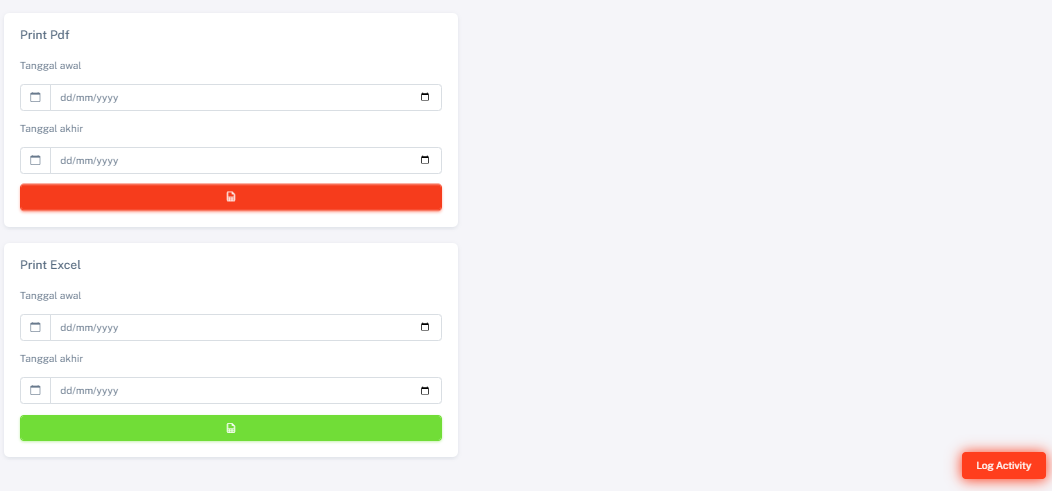 Print Pdf
Tanggal awal
dd/mm/yyyy
Tanggal akhir
dd/mm/yyyy
Print Excel
Tanggal awal
dd/mm/yyyy
Tanggal akhir
dd/mm/yyyy
Log Activity